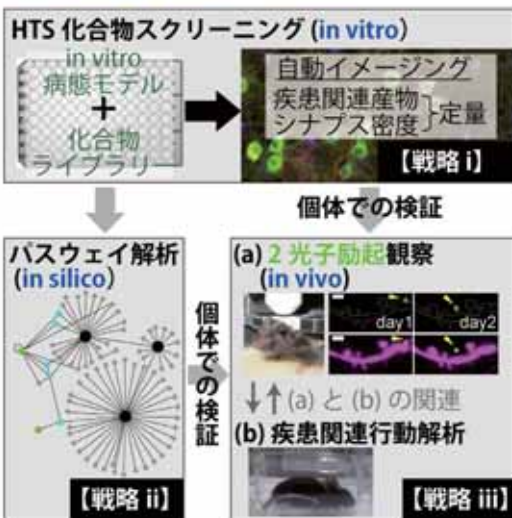 HTS 化合物スクリーニング (in vitro)
in vitro
病態モデル
+
化合物
ライブラリー
自動イメージング
疾患関連産物
シナプス密度
}定量
【戦略 i】
個体での検証
パスウェイ解析
(in silico)
【戦略 ii】
個体での検証
(a) 2 光子励起観察
(in vivo)
day1
day2
↓↑(a) と (b) の関連
(b) 疾患関連行動解析
【戦略 iii】